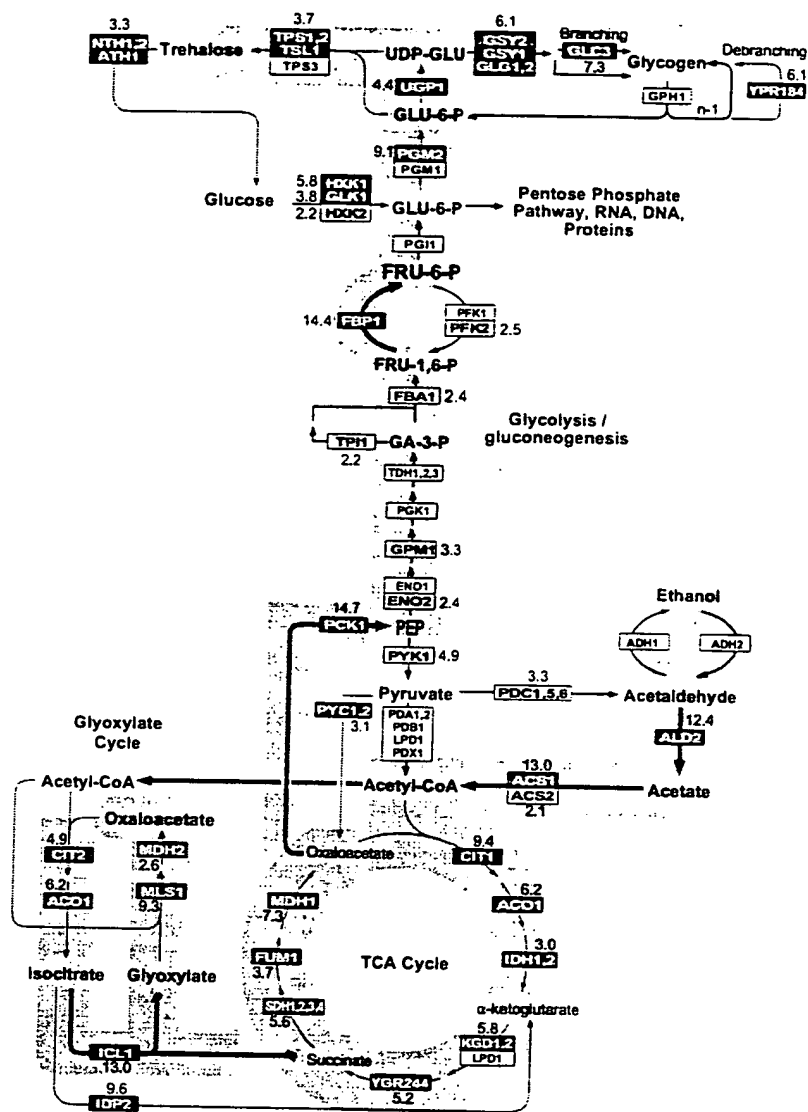 3.3
NTH1,2
ATH1
Trehalose
3.7
TPS1,2
TSL1
TPS3
UDP-GLU
6.1
GSY2
GSY1
GLG1,2
Branching
GLC3
7.3
Glycogen
Debranching
6.1
YPR184
GPH1
n-1
4.4
UGP1
GLU-6-P
9.1
PGM2
PGM1
Glucose
5.8 HXK1
3.8 GLK1
2.2 HXK2
GLU-6-P
Pentose Phosphate
Pathway, RNA, DNA,
Proteins
PGI1
FRU-6-P
14.4 FBP1
PFK1
PFK2 2.5
FRU-1,6-P
FBA1 2.4
Glycolysis /
gluconeogenesis
TPI1
2.2
GA-3-P
TDH1,2,3
PGK1
GPM1 3.3
ENO1
ENO2 2.4
14.7
PCK1
PEP
PYK1 4.9
Ethanol
ADH1
ADH2
Pyruvate
3.3
PDC1,5,6
Acetaldehyde
PYC1,2
3.1
PDA1,2
PDB1
LPD1
PDX1
12.4
ALD2
Glyoxylate
Cycle
Acetyl-CoA
Acetyl-CoA
13.0
ACS1
ACS2
2.1
Acetate
Oxaloacetate
4.9
CIT2
MDH2
2.6
6.2
ACO1
MLS1
9.3
Isocitrate
Glyoxylate
ICL1
13.0
9.6
IDP2
Oxaloacetate
9.4
CIT1
6.2
ACO1
3.0
IDH1,2
α-ketoglutarate
5.8
KGD1,2
LPD1
YGR244
5.2
Succinate
SDH1,2,3,4
5.6
FUM1
3.7
MDH1
7.3
TCA Cycle